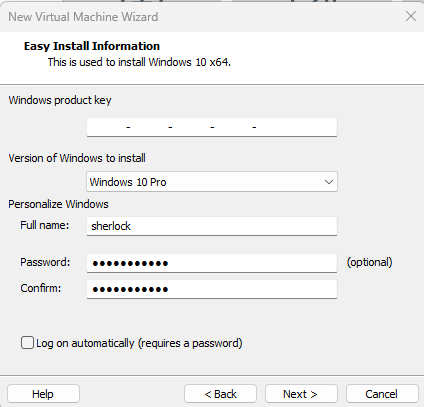 New Virtual Machine Wizard
Easy Install Information
This is used to install Windows 10 x64.
Windows product key
- - - -
Version of Windows to install
Windows 10 Pro
Personalize Windows
Full name: sherlock
Password: ●●●●●●●●●●● (optional)
Confirm: ●●●●●●●●●●●
Log on automatically (requires a password)
Help < Back Next > Cancel